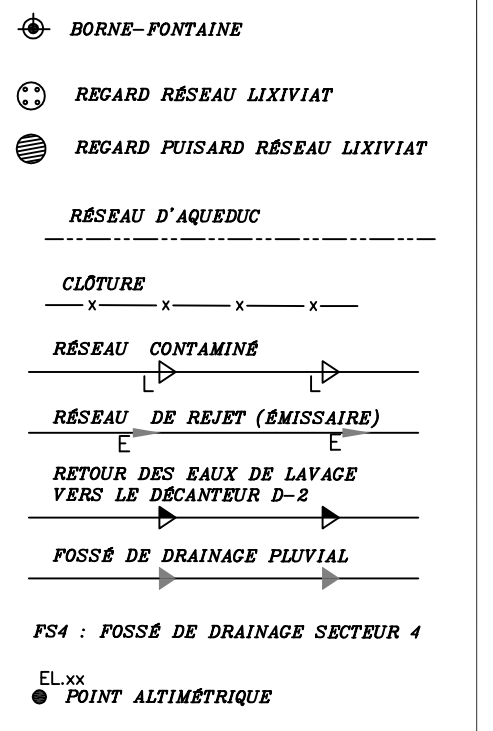 BORNE-FONTAINE
REGARD RÉSEAU LIXIVIAT
REGARD PUISARD RÉSEAU LIXIVIAT
RÉSEAU D'AQUEDUC
CLÔTURE
x x x x
RÉSEAU CONTAMINÉ
L L
RÉSEAU DE REJET (ÉMISSAIRE)
E E
RETOUR DES EAUX DE LAVAGE
VERS LE DÉCANTEUR D-2
FOSSÉ DE DRAINAGE PLUVIAL
FS4 : FOSSÉ DE DRAINAGE SECTEUR 4
EL.xx
POINT ALTIMÉTRIQUE